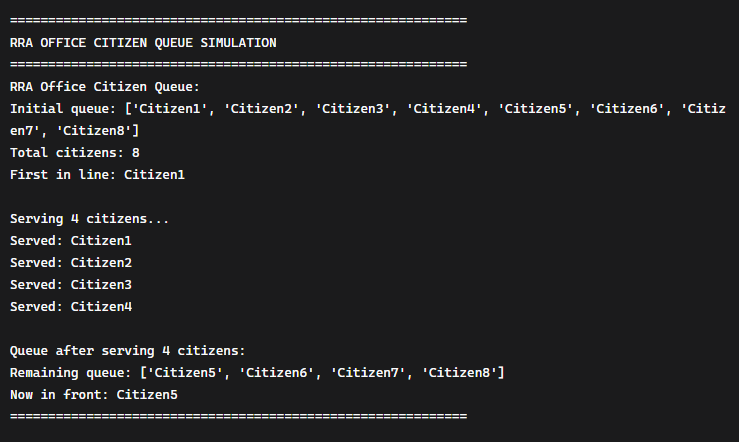 ============================================================
RRA OFFICE CITIZEN QUEUE SIMULATION
============================================================
RRA Office Citizen Queue:
Initial queue: ['Citizen1', 'Citizen2', 'Citizen3', 'Citizen4', 'Citizen5', 'Citizen6', 'Citiz
en7', 'Citizen8']
Total citizens: 8
First in line: Citizen1
Serving 4 citizens...
Served: Citizen1
Served: Citizen2
Served: Citizen3
Served: Citizen4
Queue after serving 4 citizens:
Remaining queue: ['Citizen5', 'Citizen6', 'Citizen7', 'Citizen8']
Now in front: Citizen5
============================================================